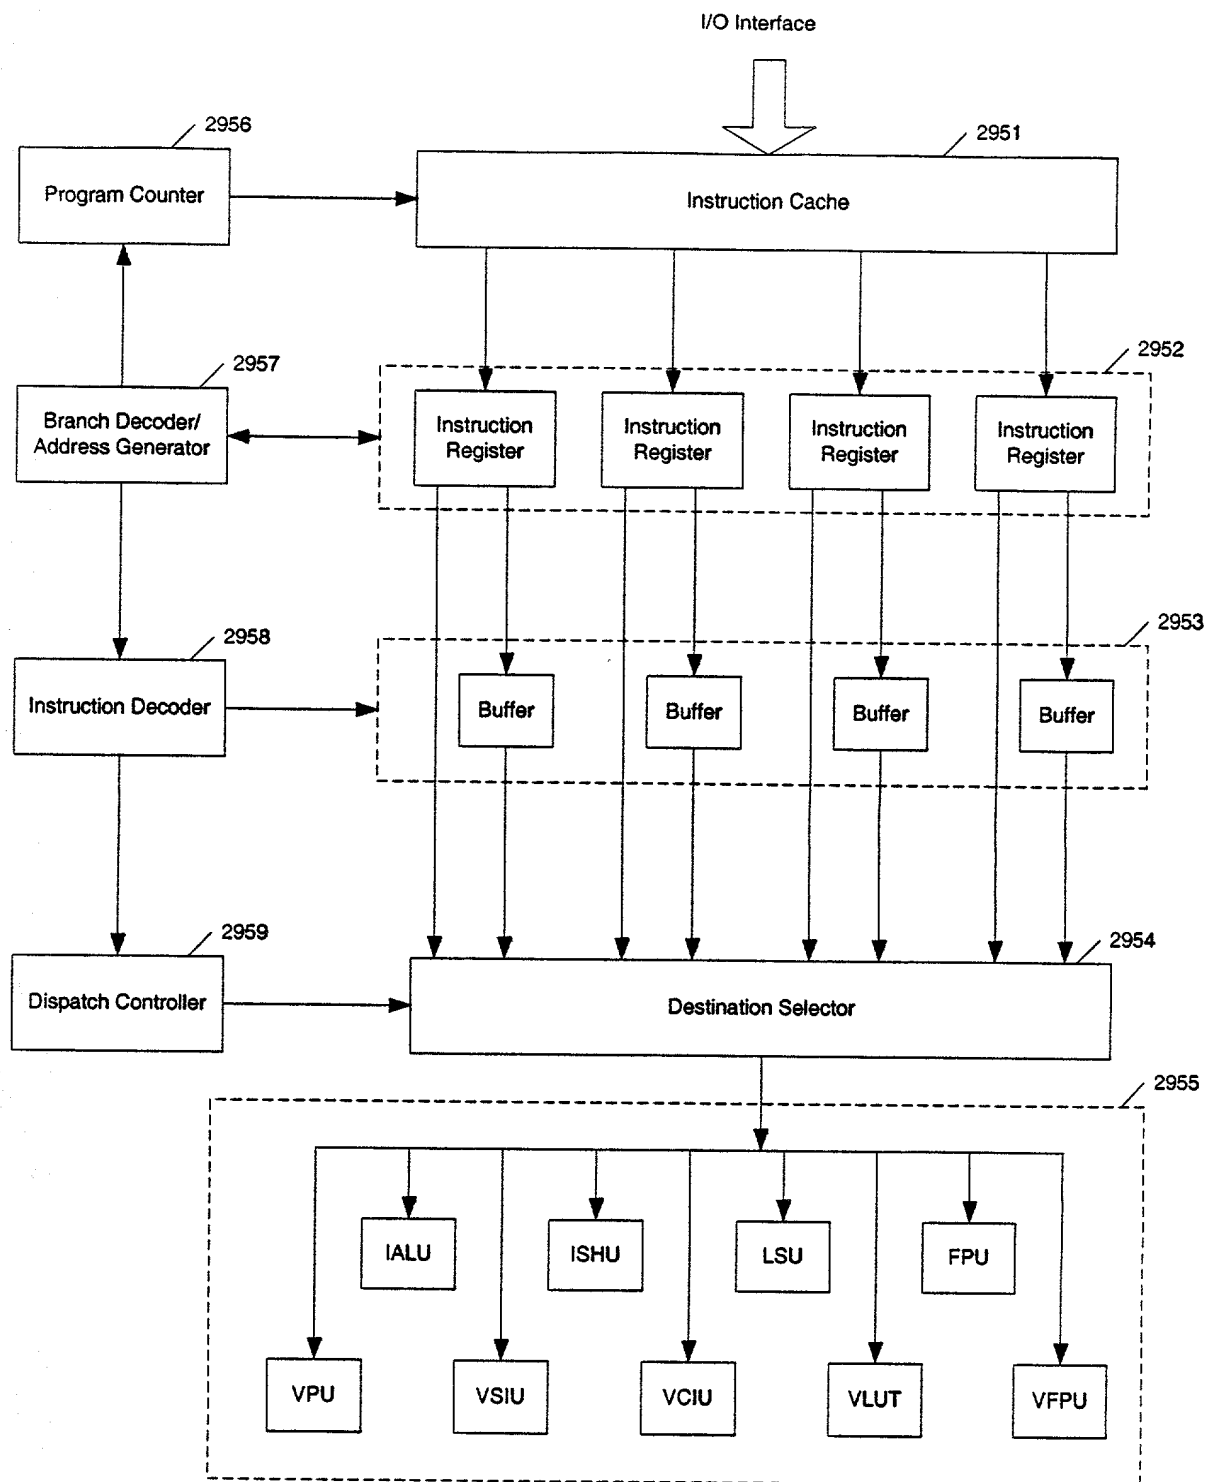 I/O Interface
2956
2951
Program Counter
Instruction Cache
2957
2952
Branch Decoder/
Address Generator
Instruction
Register
Instruction
Register
Instruction
Register
Instruction
Register
2958
2953
Instruction Decoder
Buffer
Buffer
Buffer
Buffer
2959
2954
Dispatch Controller
Destination Selector
2955
IALU
ISHU
LSU
FPU
VPU
VSIU
VCIU
VLUT
VFPU